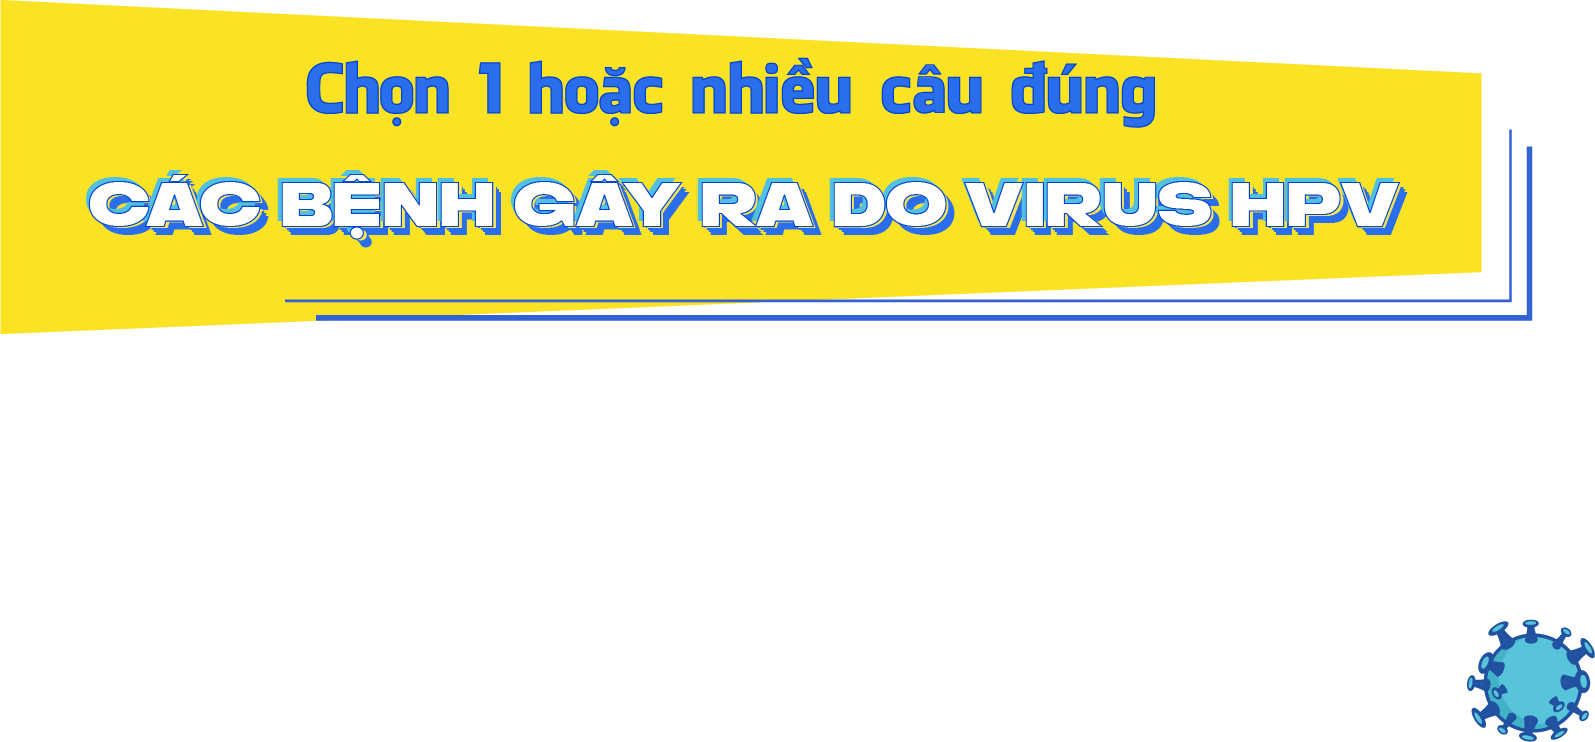 Chọn 1 hoặc nhiều câu đúng
CÁC BỆNH GÂY RA DO VIRUS HPV